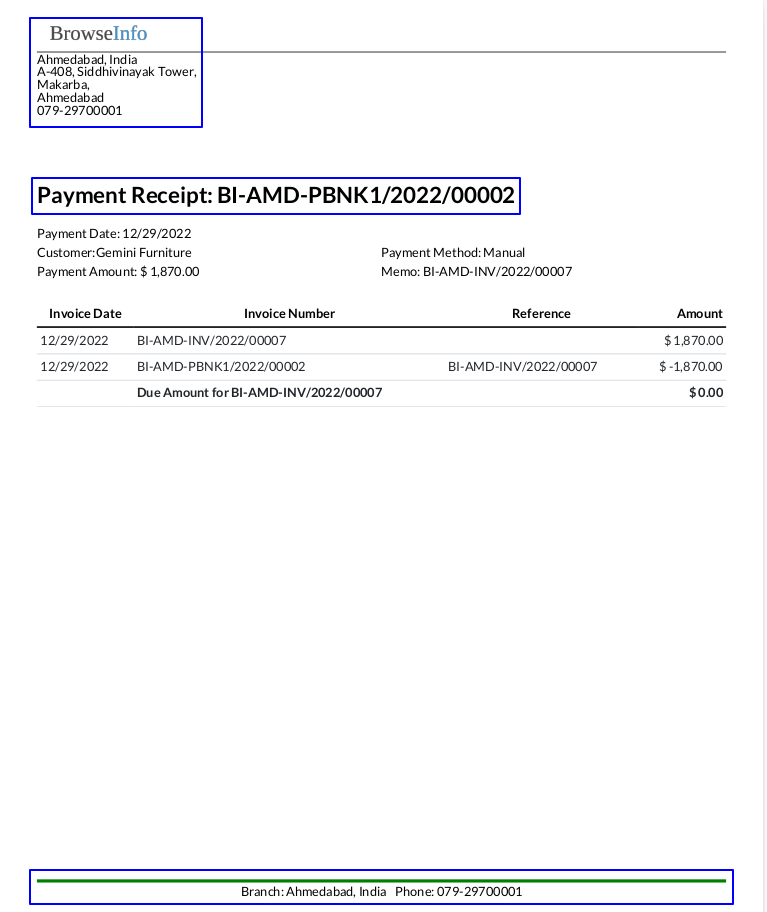 BrowseInfo
Ahmedabad, India
A-408, Siddhivinayak Tower,
Makarba,
Ahmedabad
079-29700001
Payment Receipt: BI-AMD-PBNK1/2022/00002
Payment Date: 12/29/2022
Customer:Gemini Furniture Payment Method: Manual
Payment Amount: $ 1,870.00 Memo: BI-AMD-INV/2022/00007
Invoice Date Invoice Number Reference Amount
12/29/2022 BI-AMD-INV/2022/00007 $ 1,870.00
12/29/2022 BI-AMD-PBNK1/2022/00002 BI-AMD-INV/2022/00007 $ -1,870.00
Due Amount for BI-AMD-INV/2022/00007 $ 0.00
Branch: Ahmedabad, India Phone: 079-29700001